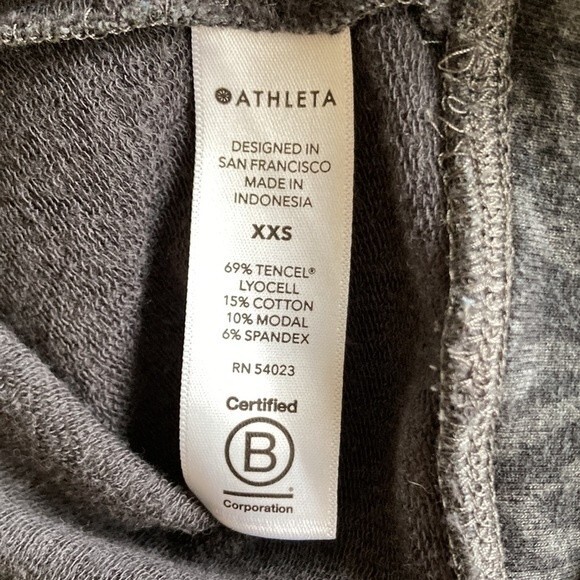 ATHLETA
DESIGNED IN
SAN FRANCISCO
MADE IN
INDONESIA
XXS
69% TENCEL®
LYOCELL
15% COTTON
10% MODAL
6% SPANDEX
RN 54023
Certified
B
Corporation